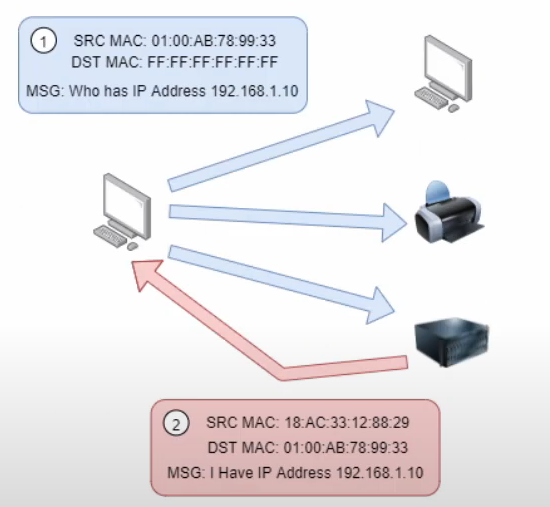 1
SRC MAC: 01:00:AB:78:99:33
DST MAC: FF:FF:FF:FF:FF:FF
MSG: Who has IP Address 192.168.1.10
2
SRC MAC: 18:AC:33:12:88:29
DST MAC: 01:00:AB:78:99:33
MSG: I Have IP Address 192.168.1.10